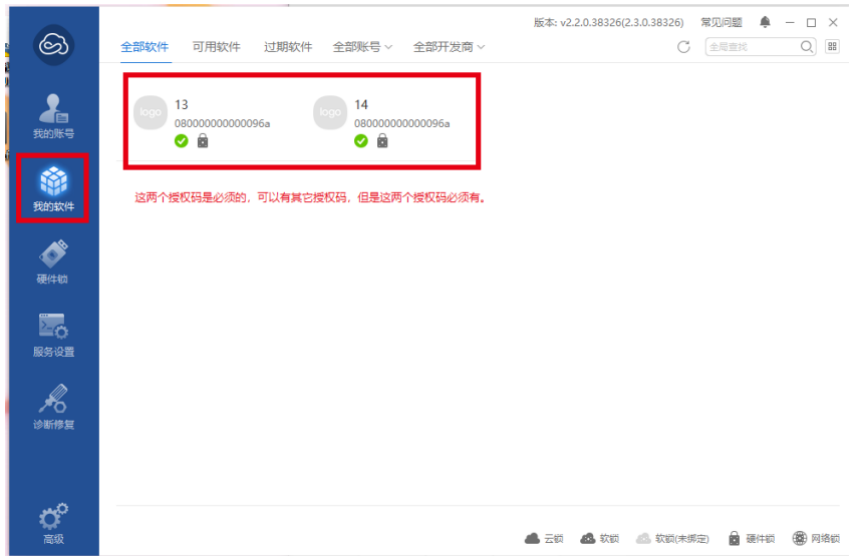 版本: v2.2.0.38326(2.3.0.38326) 常见问题
全部软件 可用软件 过期软件 全部账号 全部开发商 全局查找
logo 13 logo 14
080000000000096a 080000000000096a
这两个授权码是必须的，可以有其它授权码，但是这两个授权码必须有。
我的账号
我的软件
硬件锁
服务设置
诊断修复
高级
云锁 软锁 软锁(未绑定) 硬件锁 网络锁